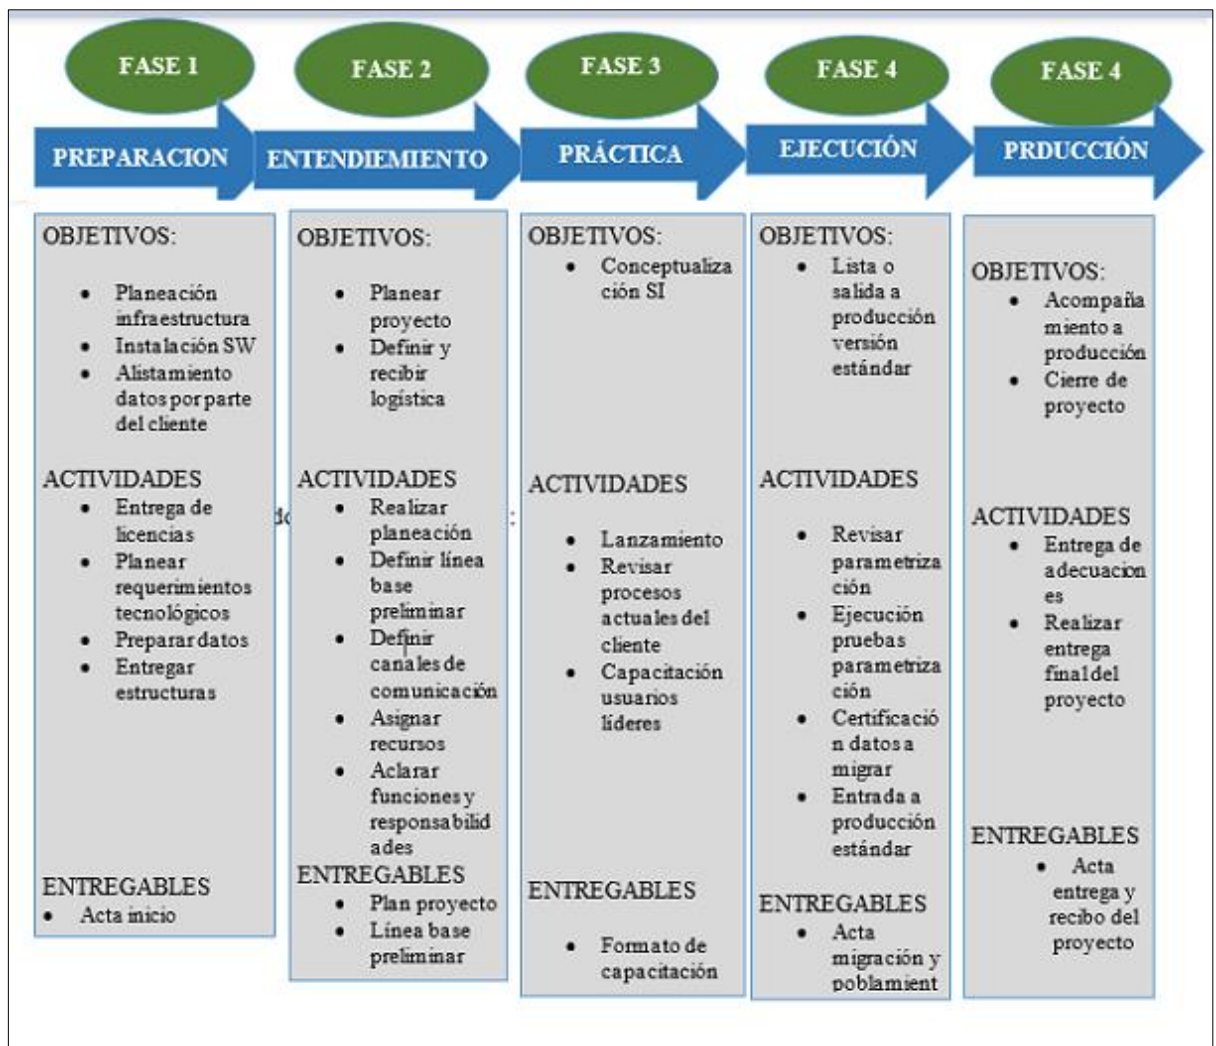 FASE 1
PREPARACION
OBJETIVOS:
• Planeación
infraestructura
• Instalación SW
• Alistamiento
datos por parte
del cliente
ACTIVIDADES
• Entrega de
licencias
• Planear
requerimientos
tecnológicos
• Preparar datos
• Entregar
estructuras
ENTREGABLES
• Acta inicio
FASE 2
ENTENDIEMIENTO
OBJETIVOS:
• Planear
proyecto
• Definir y
recibir
logística
ACTIVIDADES
• Realizar
planeación
• Definir línea
base
preliminar
• Definir
canales de
comunicación
• Asignar
recursos
• Aclarar
funciones y
responsabilid
ades
ENTREGABLES
• Plan proyecto
• Línea base
preliminar
FASE 3
PRÁCTICA
OBJETIVOS:
• Conceptualiza
ción SI
ACTIVIDADES
• Lanzamiento
• Revisar
procesos
actuales del
cliente
• Capacitación
usuarios
líderes
ENTREGABLES
• Formato de
capacitación
FASE 4
EJECUCIÓN
OBJETIVOS:
• Lista o
salida a
producción
versión
estándar
ACTIVIDADES
• Revisar
parametriza
ción
• Ejecución
pruebas
parametriza
ción
• Certificació
n datos a
migrar
• Entrada a
producción
estándar
ENTREGABLES
• Acta
migración y
poblamient
FASE 4
PRDUCCIÓN
OBJETIVOS:
• Acompaña
miento a
producción
• Cierre de
proyecto
ACTIVIDADES
• Entrega de
adecuacion
es
• Realizar
entrega
final del
proyecto
ENTREGABLES
• Acta
entrega y
recibo del
proyecto